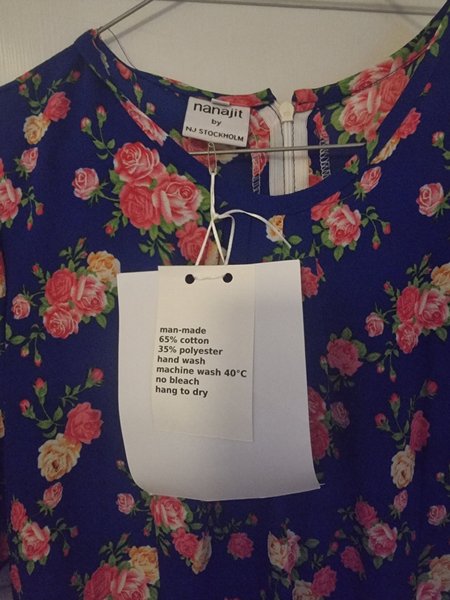 nanajit
by
NJ STOCKHOLM
man-made
65% cotton
35% polyester
hand wash
machine wash 40°C
no bleach
hang to dry